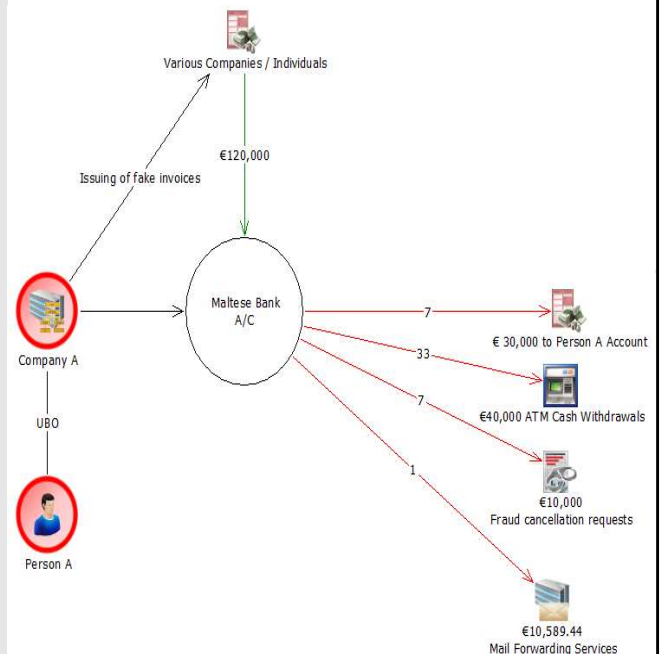 Various Companies / Individuals
€120,000
Issuing of fake invoices
Maltese Bank
A/C
Company A
7
€ 30,000 to Person A Account
33
€40,000 ATM Cash Withdrawals
UBO
7
€10,000
Fraud cancellation requests
1
Person A
€10,589.44
Mail Forwarding Services